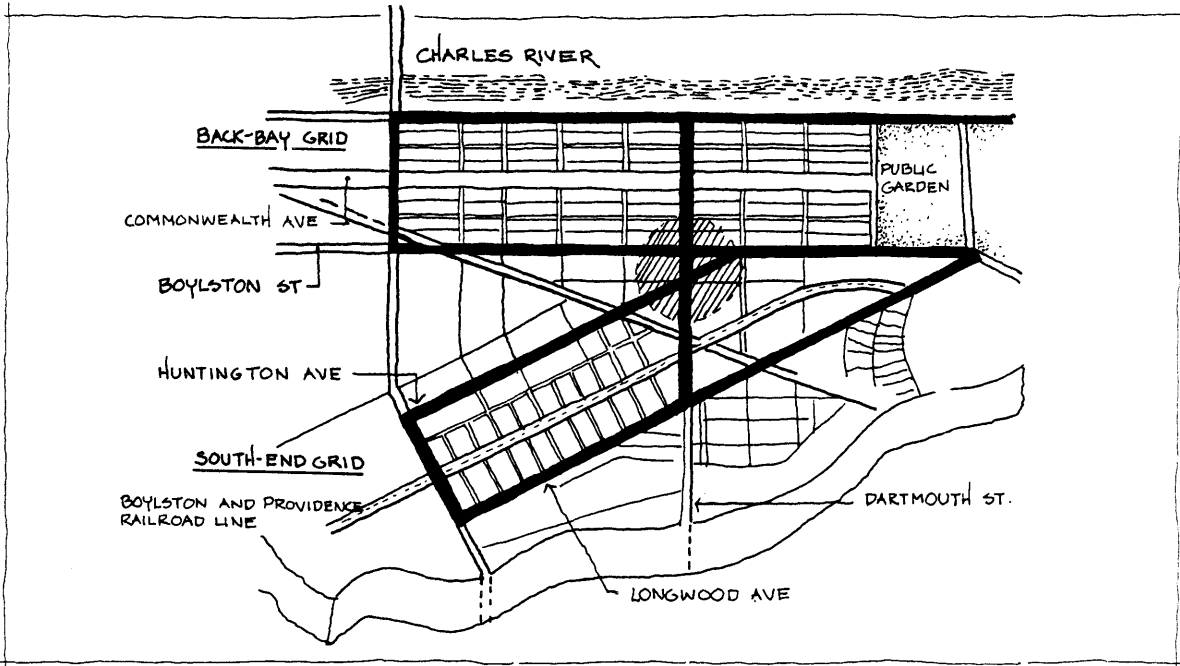 CHARLES RIVER
BACK-BAY GRID
PUBLIC
GARDEN
COMMONWEALTH AVE
BOYLSTON ST
HUNTINGTON AVE
SOUTH-END GRID
BOYLSTON AND PROVIDENCE
RAILROAD LINE
DARTMOUTH ST.
LONGWOOD AVE